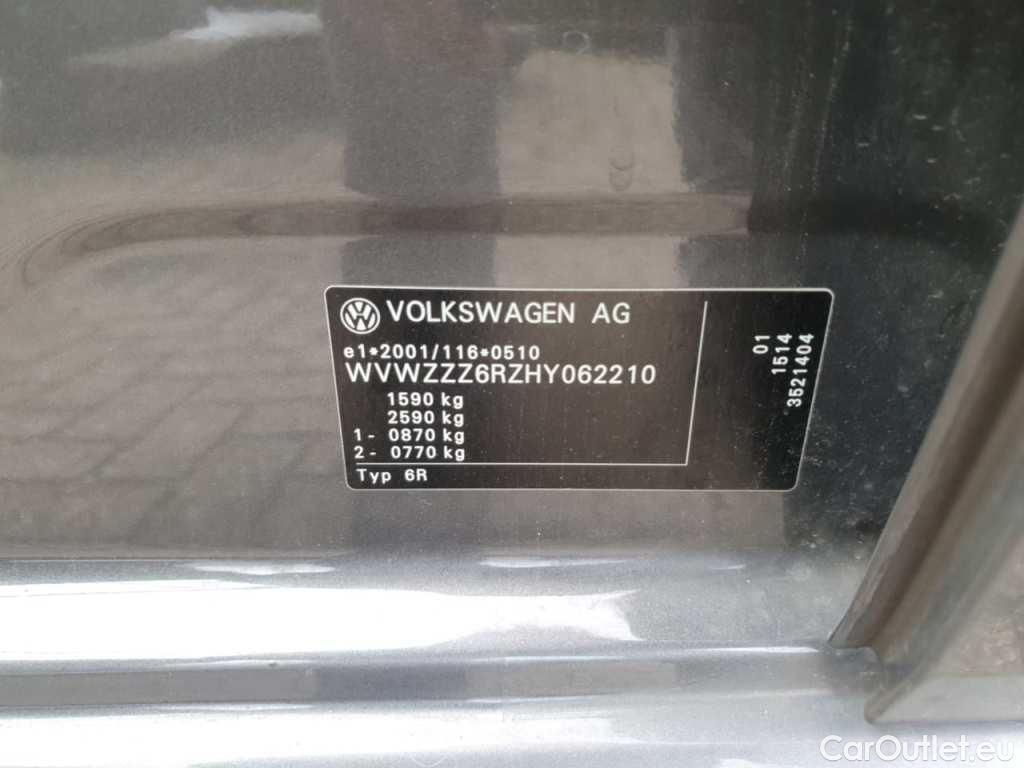 VOLKSWAGEN AG
e1*2001/116*0510
WVWZZZ6RZHY062210
1590 kg
2590 kg
1- 0870 kg
2- 0770 kg
Typ 6R
01
1514
3521404
CarOutlet.eu